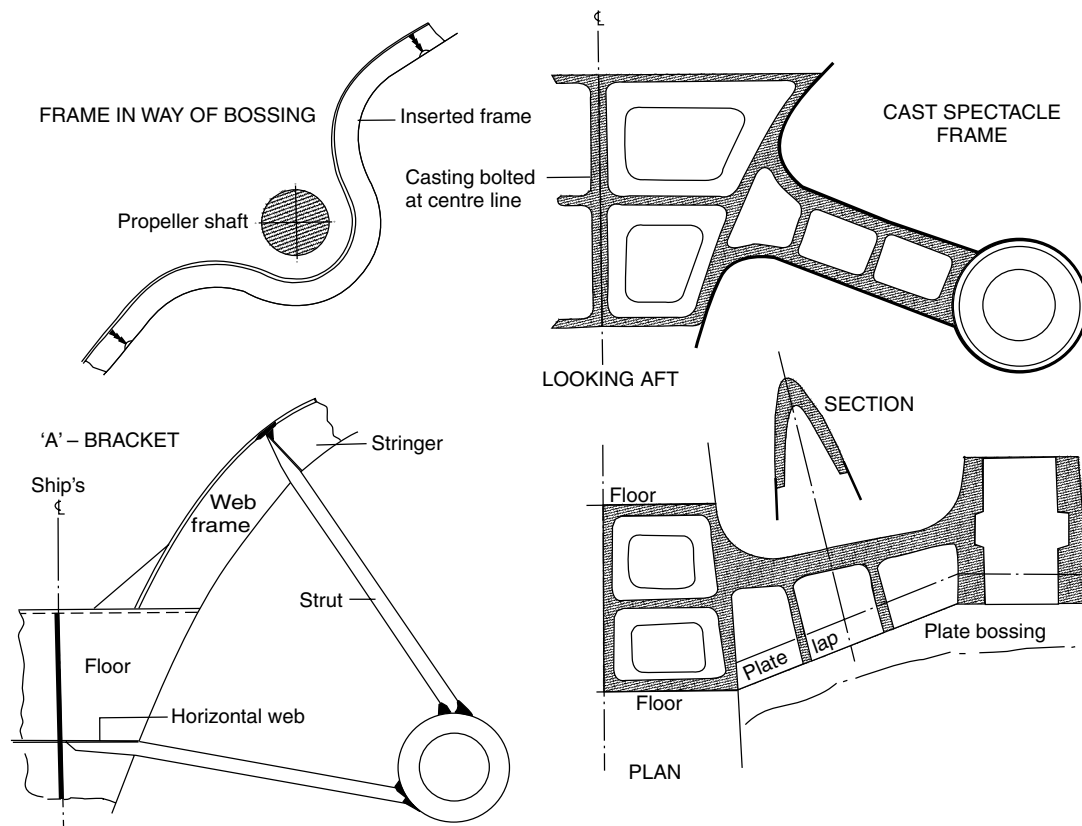 ℄
FRAME IN WAY OF BOSSING
Inserted frame
CAST SPECTACLE
FRAME
Casting bolted
at centre line
Propeller shaft
LOOKING AFT
SECTION
‘A’ – BRACKET
Stringer
Ship’s
℄
Web
frame
Floor
Strut
Floor
Plate lap
Plate bossing
Horizontal web
Floor
PLAN